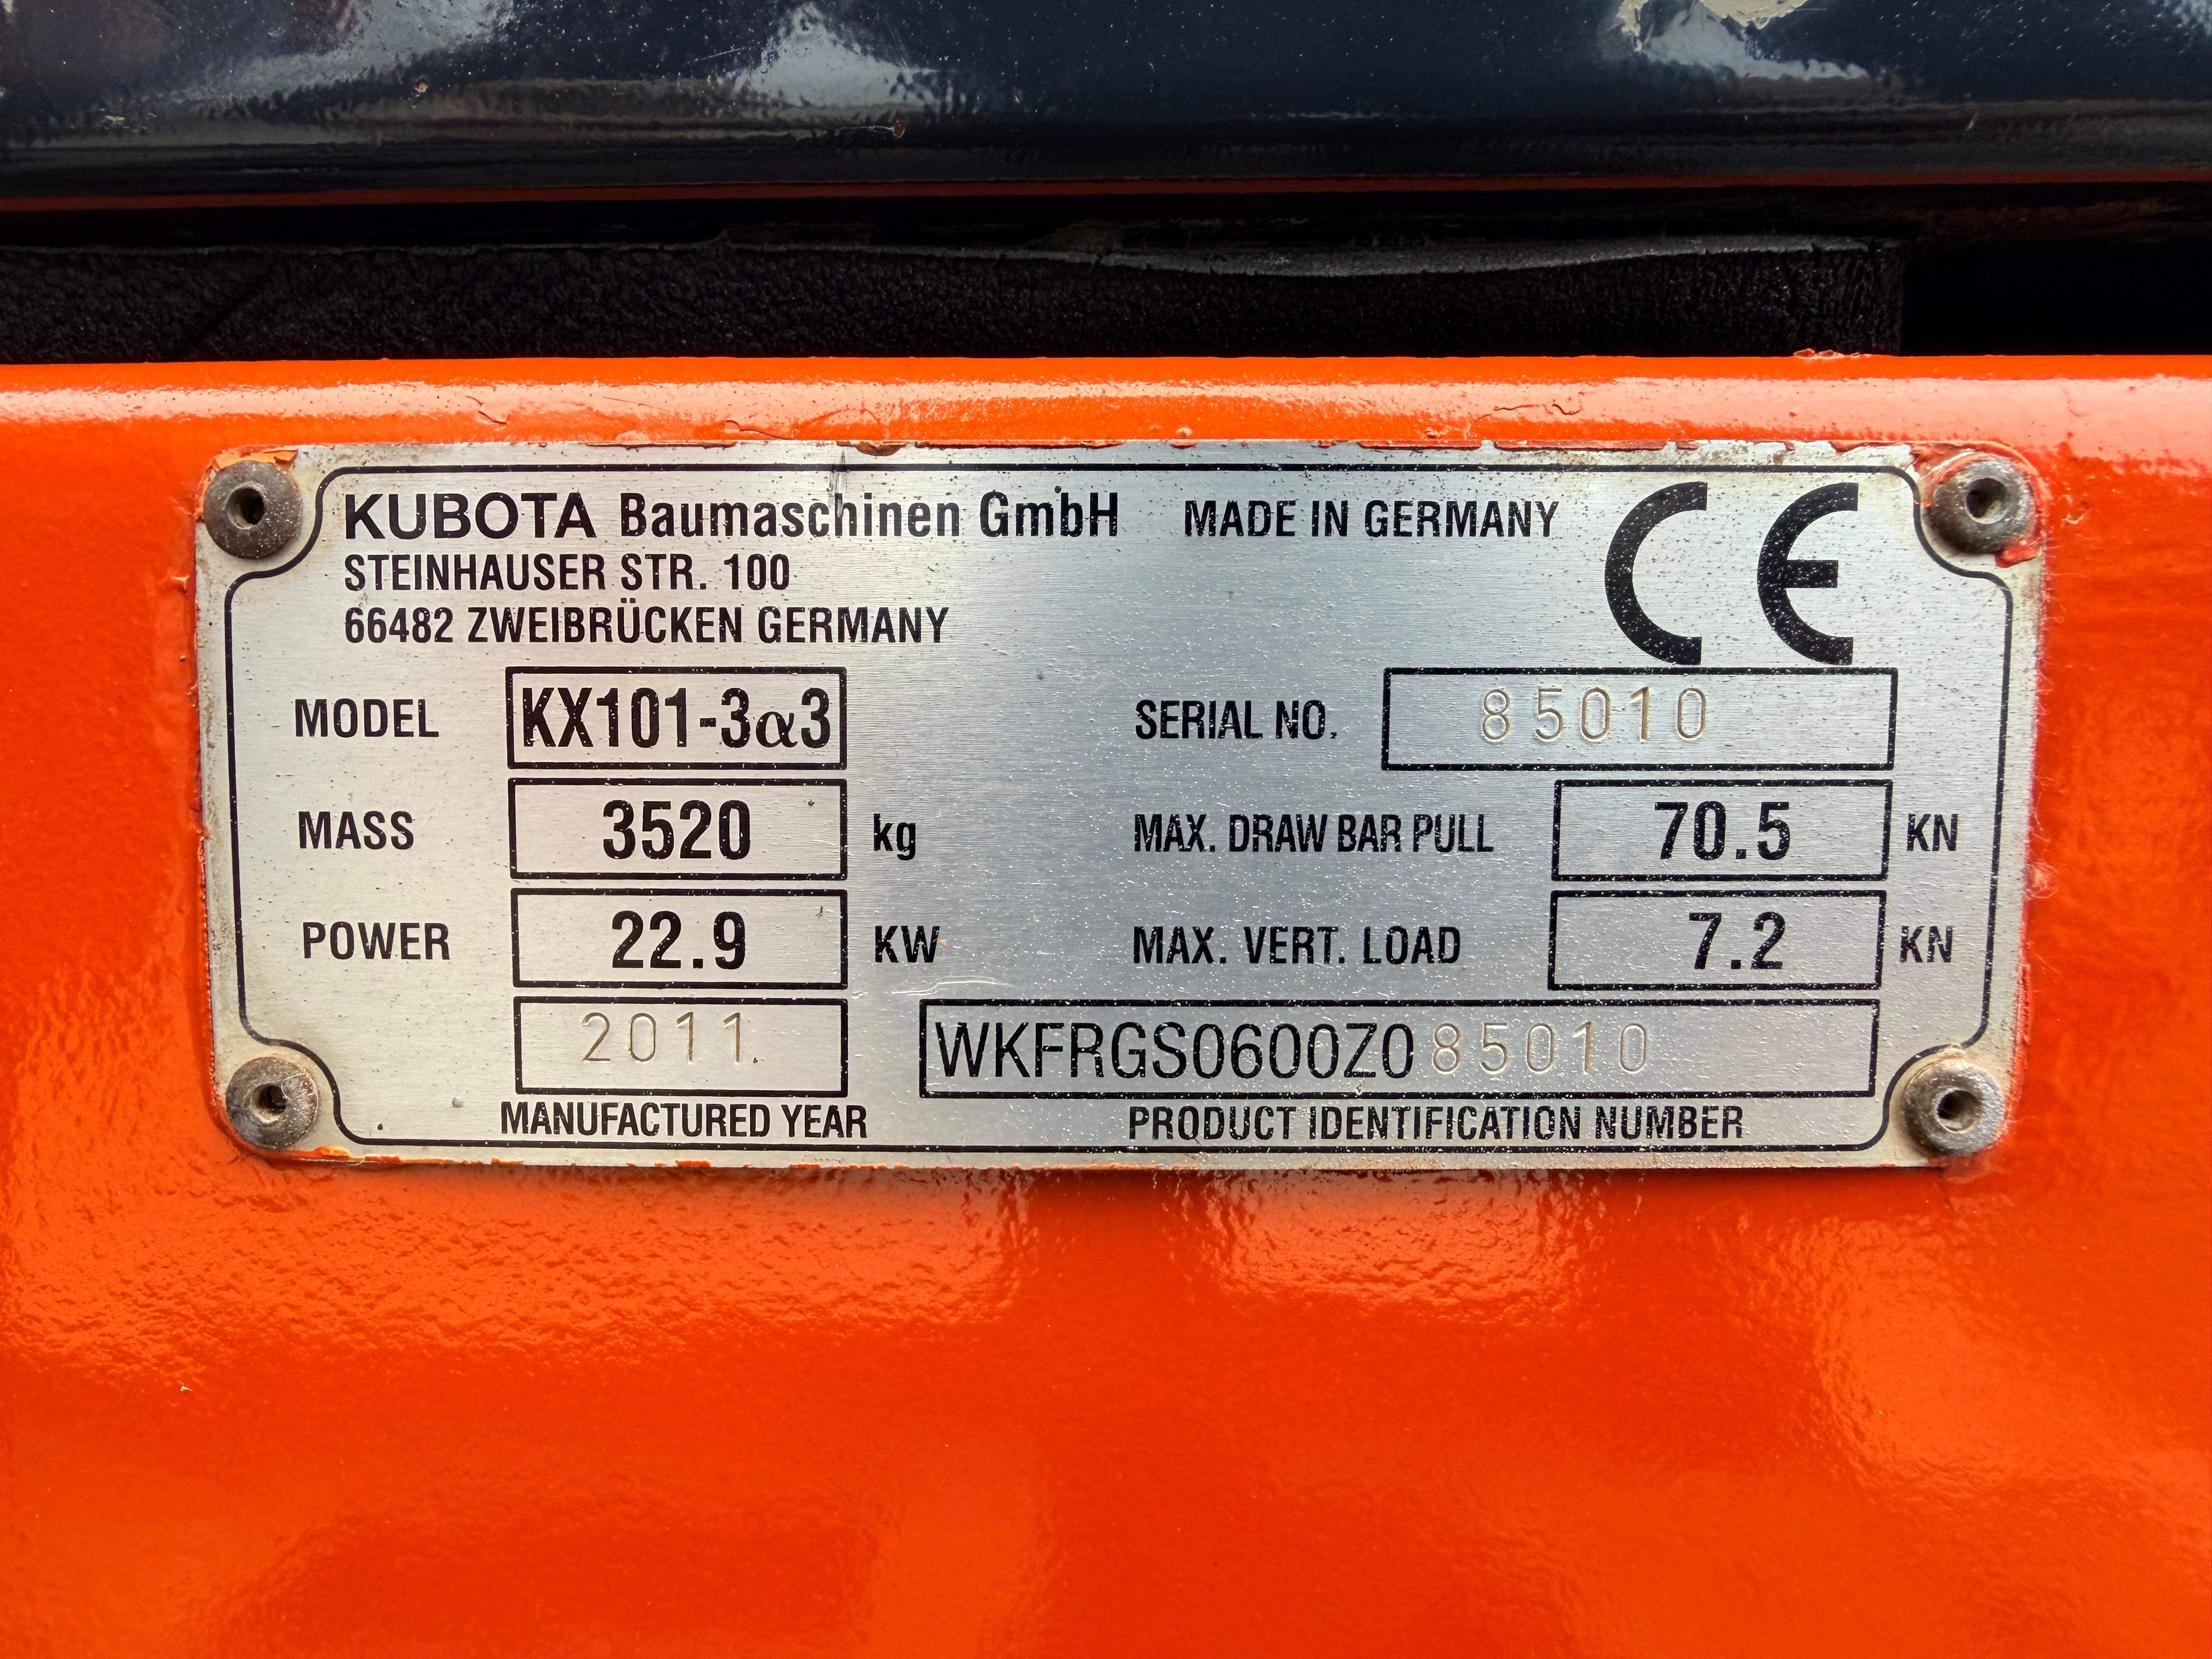 KUBOTA Baumaschinen GmbH MADE IN GERMANY CE
STEINHAUSER STR. 100
66482 ZWEIBRÜCKEN GERMANY
MODEL KX101-3α3 SERIAL NO. 85010
MASS 3520 kg MAX. DRAW BAR PULL 70.5 KN
POWER 22.9 KW MAX. VERT. LOAD 7.2 KN
2011 WKFRGS0600Z085010
MANUFACTURED YEAR PRODUCT IDENTIFICATION NUMBER